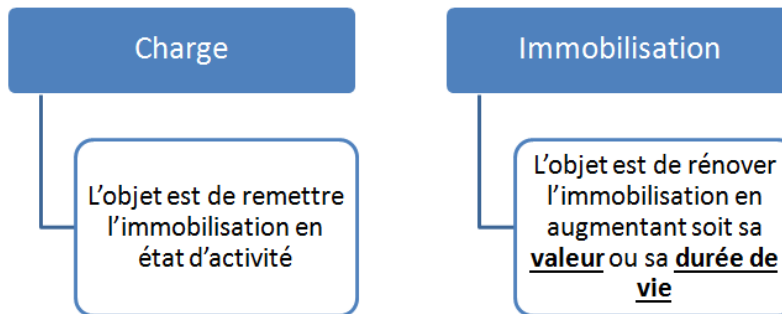 Charge
L’objet est de remettre
l’immobilisation en
état d’activité
Immobilisation
L’objet est de rénover
l’immobilisation en
augmentant soit sa
valeur ou sa durée de
vie